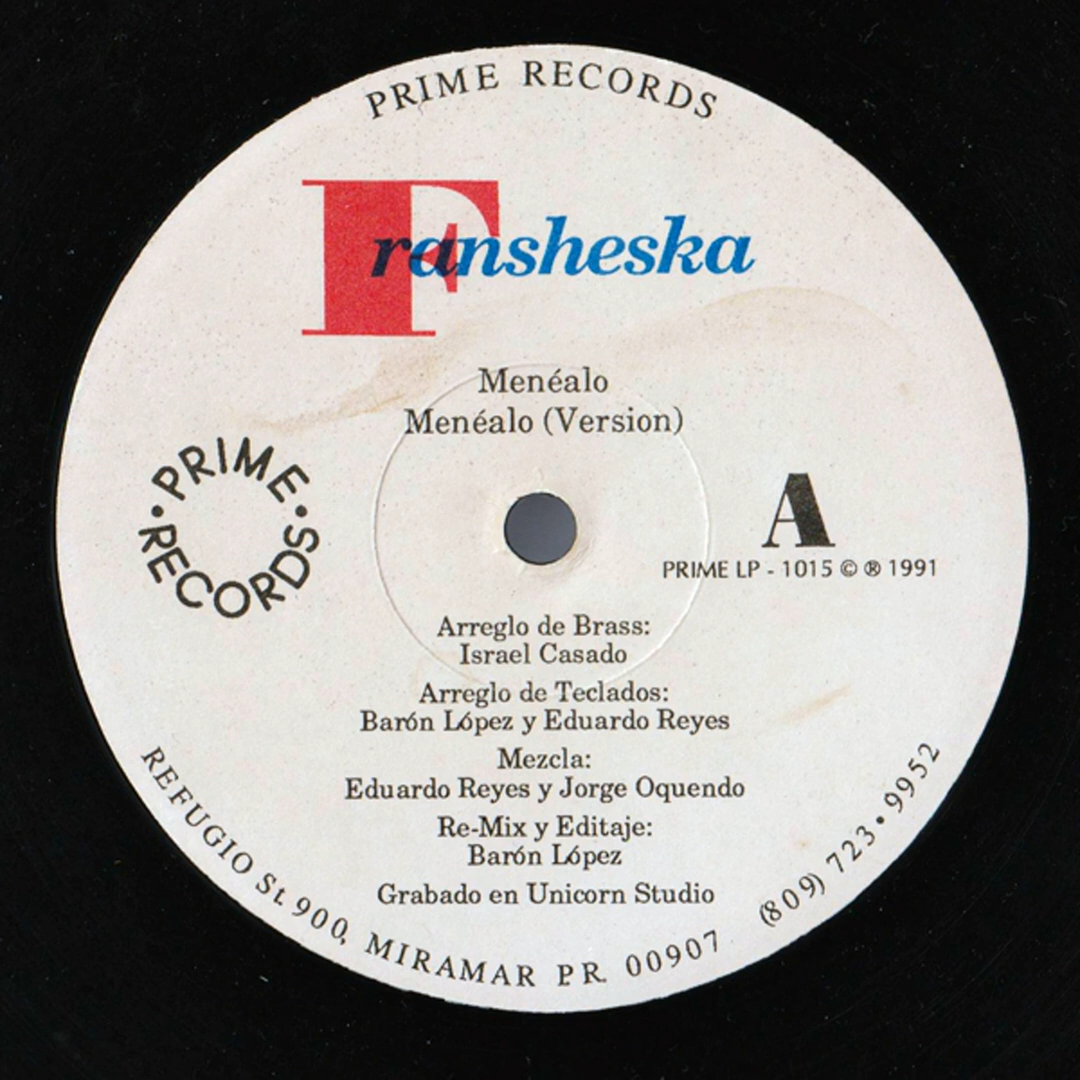 PRIME RECORDS
Fransheska
Menéalo
Menéalo (Version)
• PRIME •
RECORDS
A
PRIME LP - 1015 © ® 1991
Arreglo de Brass:
Israel Casado
Arreglo de Teclados:
Barón López y Eduardo Reyes
Mezcla:
Eduardo Reyes y Jorge Oquendo
Re-Mix y Editaje:
Barón López
Grabado en Unicorn Studio
REFUGIO St. 900, MIRAMAR P.R. 00907 (809) 723 • 9952